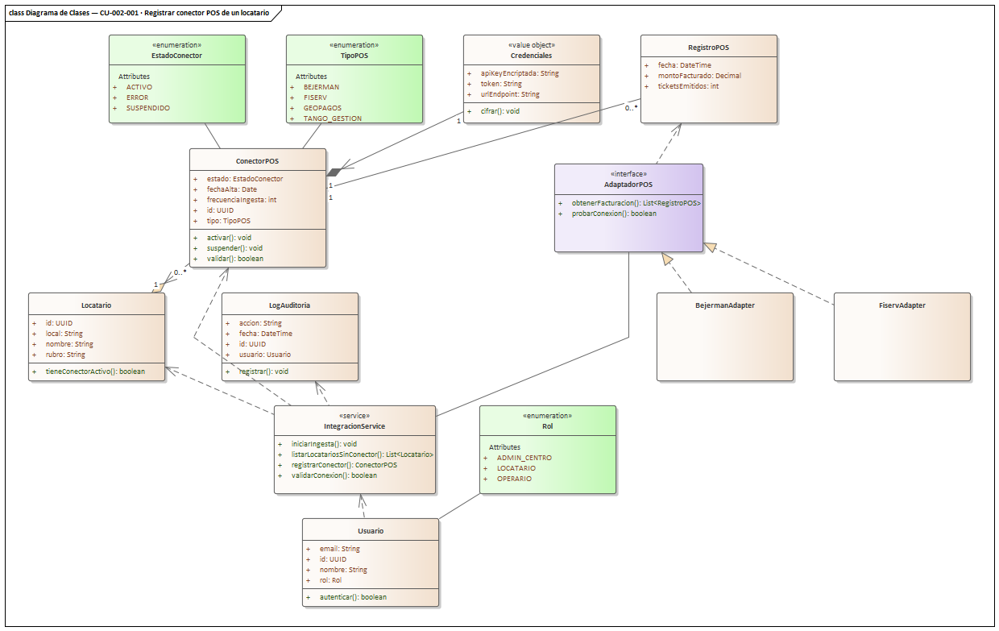 class Diagrama de Clases — CU-002-001 · Registrar conector POS de un locatario
«enumeration»
EstadoConector
Attributes
+ ACTIVO
+ ERROR
+ SUSPENDIDO
«enumeration»
TipoPOS
Attributes
+ BEJERMAN
+ FISERV
+ GEOPAGOS
+ TANGO_GESTION
«value object»
Credenciales
+ apiKeyEncriptada: String
+ token: String
+ urlEndpoint: String
+ cifrar(): void
RegistroPOS
+ fecha: DateTime
+ montoFacturado: Decimal
+ ticketsEmitidos: int
1
0..*
ConectorPOS
+ estado: EstadoConector
+ fechaAlta: Date
+ frecuenciaIngesta: int
+ id: UUID
+ tipo: TipoPOS
+ activar(): void
+ suspender(): void
+ validar(): boolean
1
1
«interface»
AdaptadorPOS
+ obtenerFacturacion(): List<RegistroPOS>
+ probarConexion(): boolean
0..*
1
Locatario
+ id: UUID
+ local: String
+ nombre: String
+ rubro: String
+ tieneConectorActivo(): boolean
LogAuditoria
+ accion: String
+ fecha: DateTime
+ id: UUID
+ usuario: Usuario
+ registrar(): void
BejermanAdapter
FiservAdapter
«service»
IntegracionService
+ iniciarIngesta(): void
+ listarLocatariosSinConector(): List<Locatario>
+ registrarConector(): ConectorPOS
+ validarConexion(): boolean
«enumeration»
Rol
Attributes
+ ADMIN_CENTRO
+ LOCATARIO
+ OPERARIO
Usuario
+ email: String
+ id: UUID
+ nombre: String
+ rol: Rol
+ autenticar(): boolean